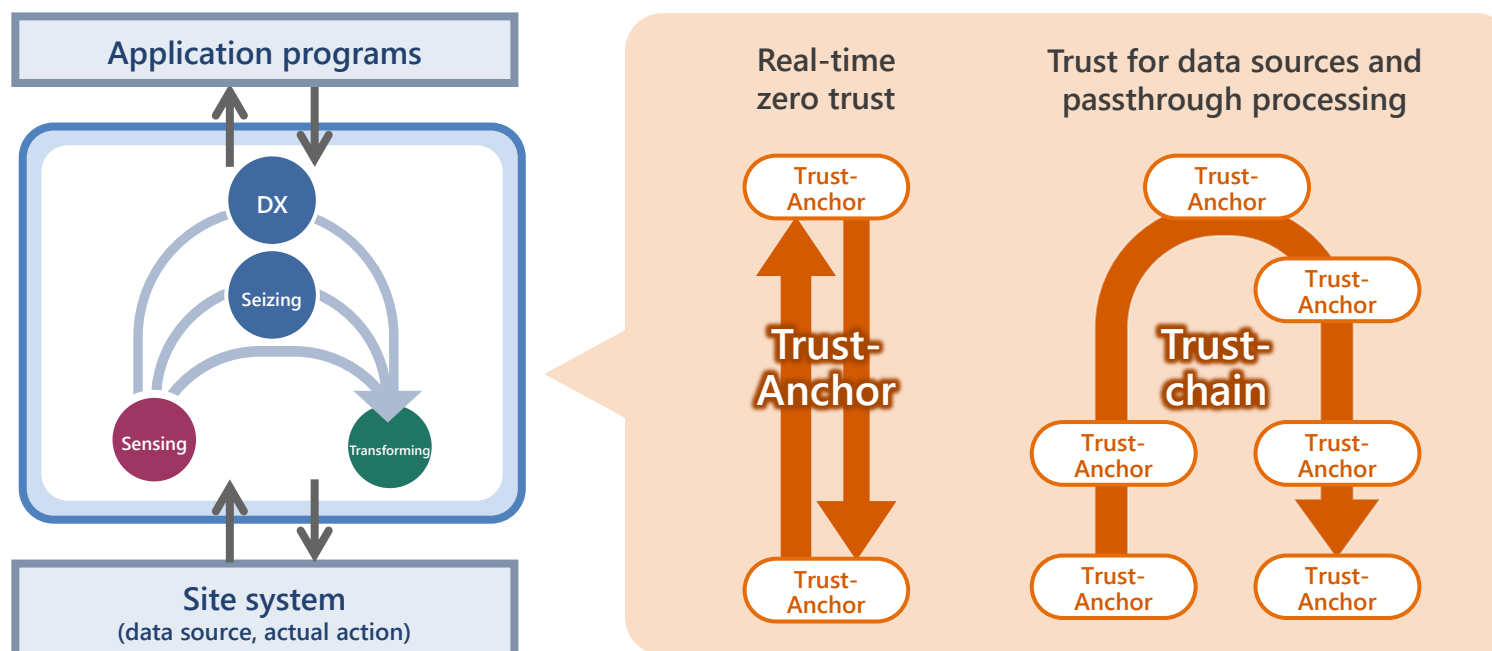 Application programs
DX
Seizing
Sensing
Transforming
Site system
(data source, actual action)
Real-time
zero trust
Trust-
Anchor
Trust-
Anchor
Trust-
Anchor
Trust for data sources and
passthrough processing
Trust-
Anchor
Trust-
Anchor
Trust-
chain
Trust-
Anchor
Trust-
Anchor
Trust-
Anchor
Trust-
Anchor